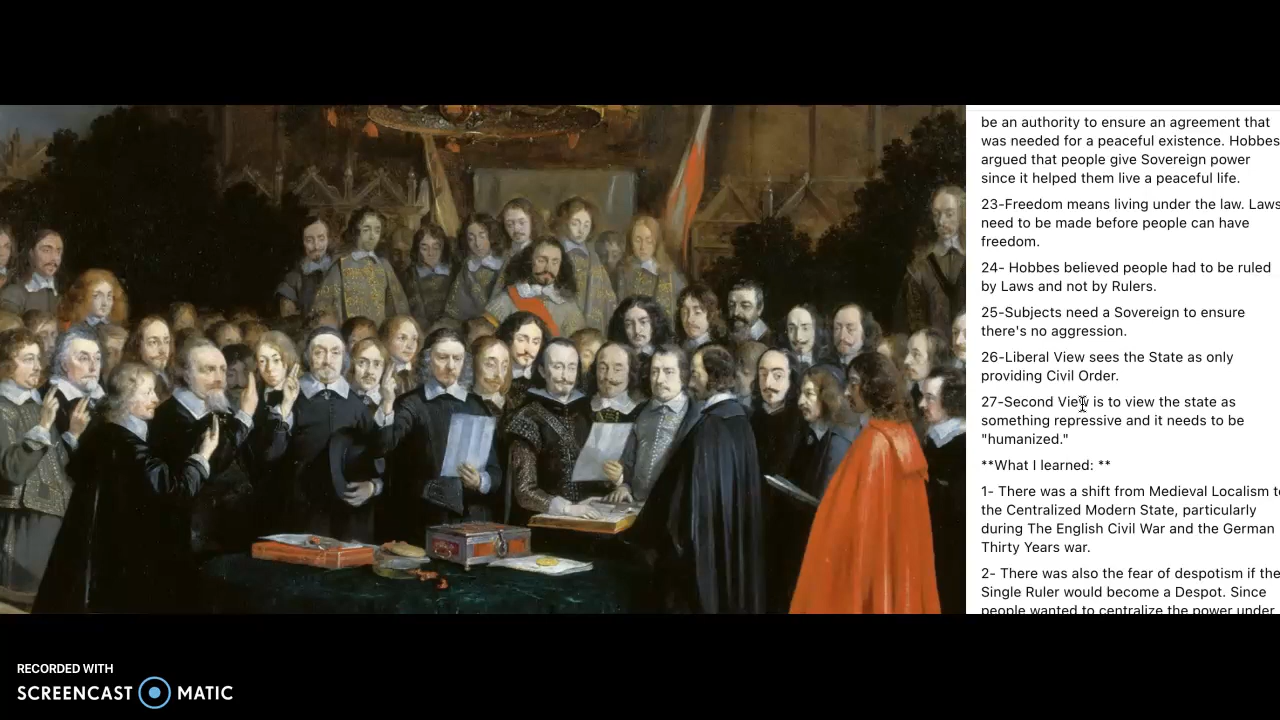 be an authority to ensure an agreement that
was needed for a peaceful existence. Hobbes
argued that people give Sovereign power
since it helped them live a peaceful life.
23-Freedom means living under the law. Laws
need to be made before people can have
freedom.
24- Hobbes believed people had to be ruled
by Laws and not by Rulers.
25-Subjects need a Sovereign to ensure
there's no aggression.
26-Liberal View sees the State as only
providing Civil Order.
27-Second View is to view the state as
something repressive and it needs to be
"humanized."
**What I learned: **
1- There was a shift from Medieval Localism to
the Centralized Modern State, particularly
during The English Civil War and the German
Thirty Years war.
2- There was also the fear of despotism if the
Single Ruler would become a Despot. Since
people wanted to centralize the power under
RECORDED WITH
SCREENCAST MATIC